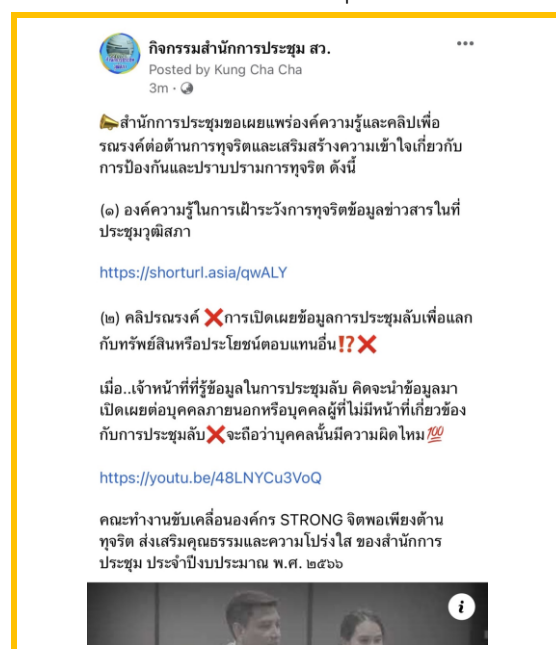 กิจกรรมสำนักการประชุม สว.
Posted by Kung Cha Cha
3m ·
สำนักการประชุมขอเผยแพร่องค์ความรู้และคลิปเพื่อ
รณรงค์ต่อต้านการทุจริตและเสริมสร้างความเข้าใจเกี่ยวกับ
การป้องกันและปราบปรามการทุจริต ดังนี้
(๑) องค์ความรู้ในการเฝ้าระวังการทุจริตข้อมูลข่าวสารในที่
ประชุมวุฒิสภา
https://shorturl.asia/qwALY
(๒) คลิปรณรงค์ ❌การเปิดเผยข้อมูลการประชุมลับเพื่อแลก
กับทรัพย์สินหรือประโยชน์ตอบแทนอื่น⁉️❌
เมื่อ..เจ้าหน้าที่ที่รู้ข้อมูลในการประชุมลับ คิดจะนำข้อมูลมา
เปิดเผยต่อบุคคลภายนอกหรือบุคคลผู้ที่ไม่มีหน้าที่เกี่ยวข้อง
กับการประชุมลับ❌จะถือว่าบุคคลนั้นมีความผิดไหม💯
https://youtu.be/48LNYCu3VoQ
คณะทำงานขับเคลื่อนองค์กร STRONG จิตพอเพียงต้าน
ทุจริต ส่งเสริมคุณธรรมและความโปร่งใส ของสำนักการ
ประชุม ประจำปีงบประมาณ พ.ศ. ๒๕๖๖